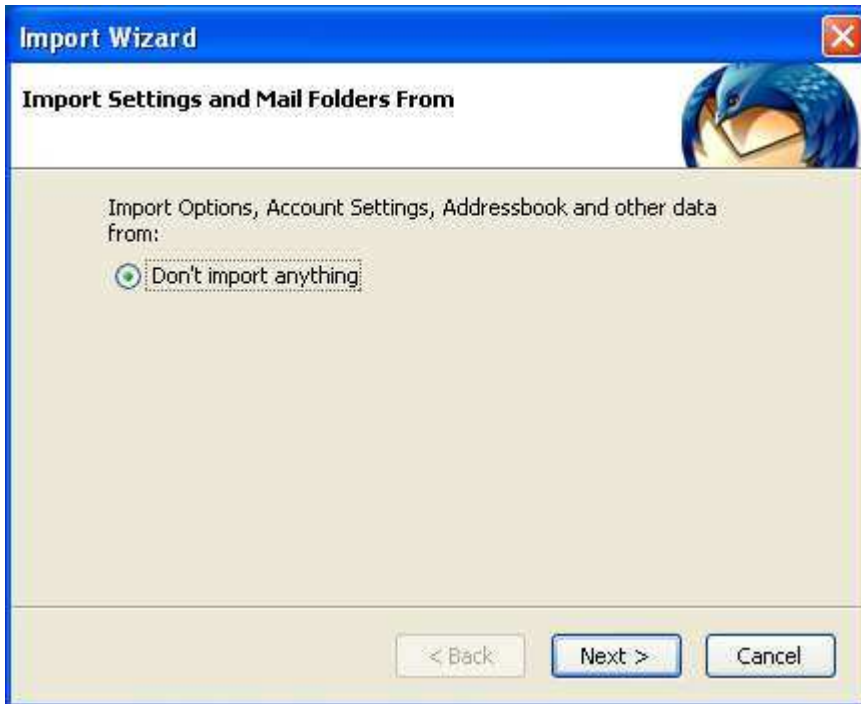 Import Wizard
Import Settings and Mail Folders From
Import Options, Account Settings, Addressbook and other data
from:
Don't import anything
< Back
Next >
Cancel